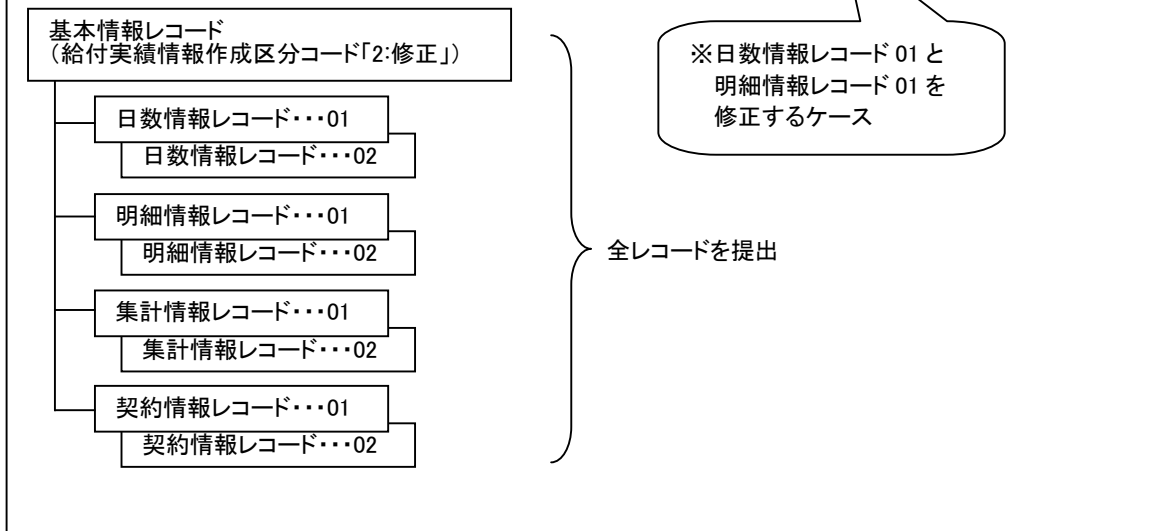 基本情報レコード
（給付実績情報作成区分コード「2:修正」）
日数情報レコード・・・01
日数情報レコード・・・02
明細情報レコード・・・01
明細情報レコード・・・02
集計情報レコード・・・01
集計情報レコード・・・02
契約情報レコード・・・01
契約情報レコード・・・02
全レコードを提出
※日数情報レコード 01 と
明細情報レコード 01 を
修正するケース